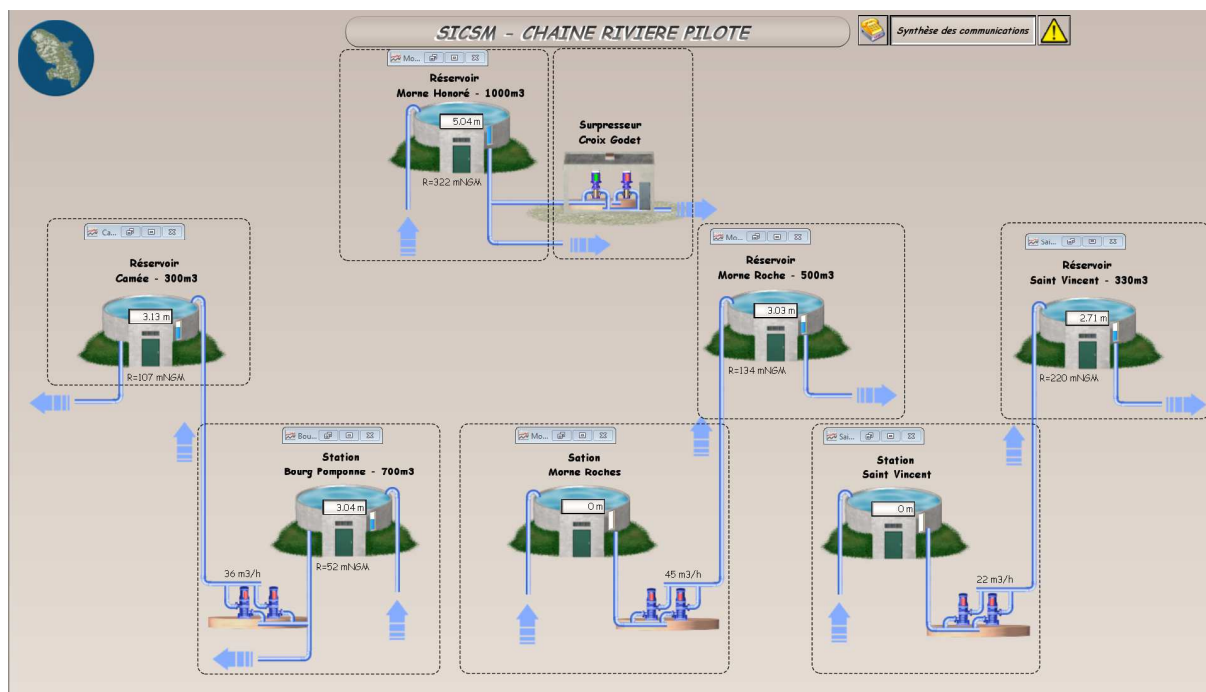 SICSM - CHAINE RIVIERE PILOTE
Synthèse des communications
Mo...
Réservoir
Morne Honoré - 1000m3
5.04 m
R=322 mNGM
Surpresseur
Croix Godet
Ca...
Réservoir
Camée - 300m3
3.13 m
R=107 mNGM
Mo...
Réservoir
Morne Roche - 500m3
3.03 m
R=134 mNGM
Sai...
Réservoir
Saint Vincent - 330m3
2.71 m
R=220 mNGM
Bou...
Station
Bourg Pomponne - 700m3
3.04 m
R=52 mNGM
36 m3/h
Mo...
Sation
Morne Roches
0 m
45 m3/h
Sai...
Station
Saint Vincent
0 m
22 m3/h